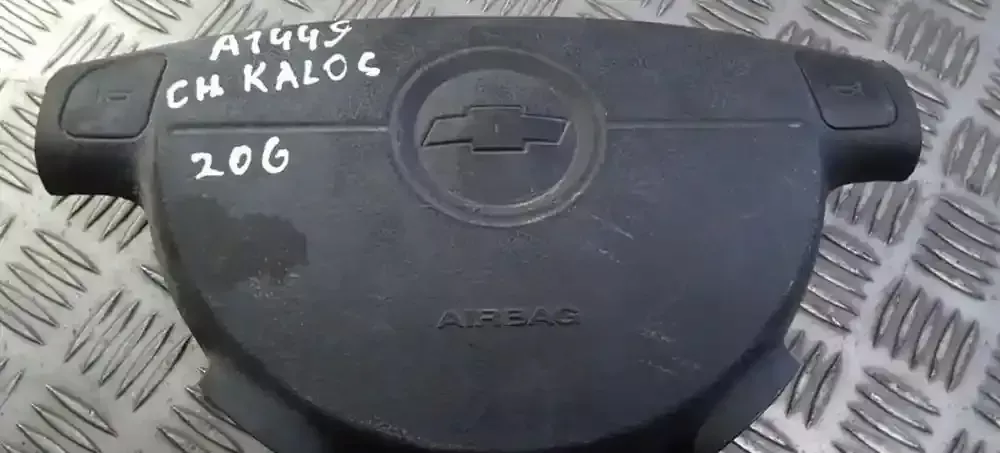 A1449
CH KALOS
206
AIRBAG